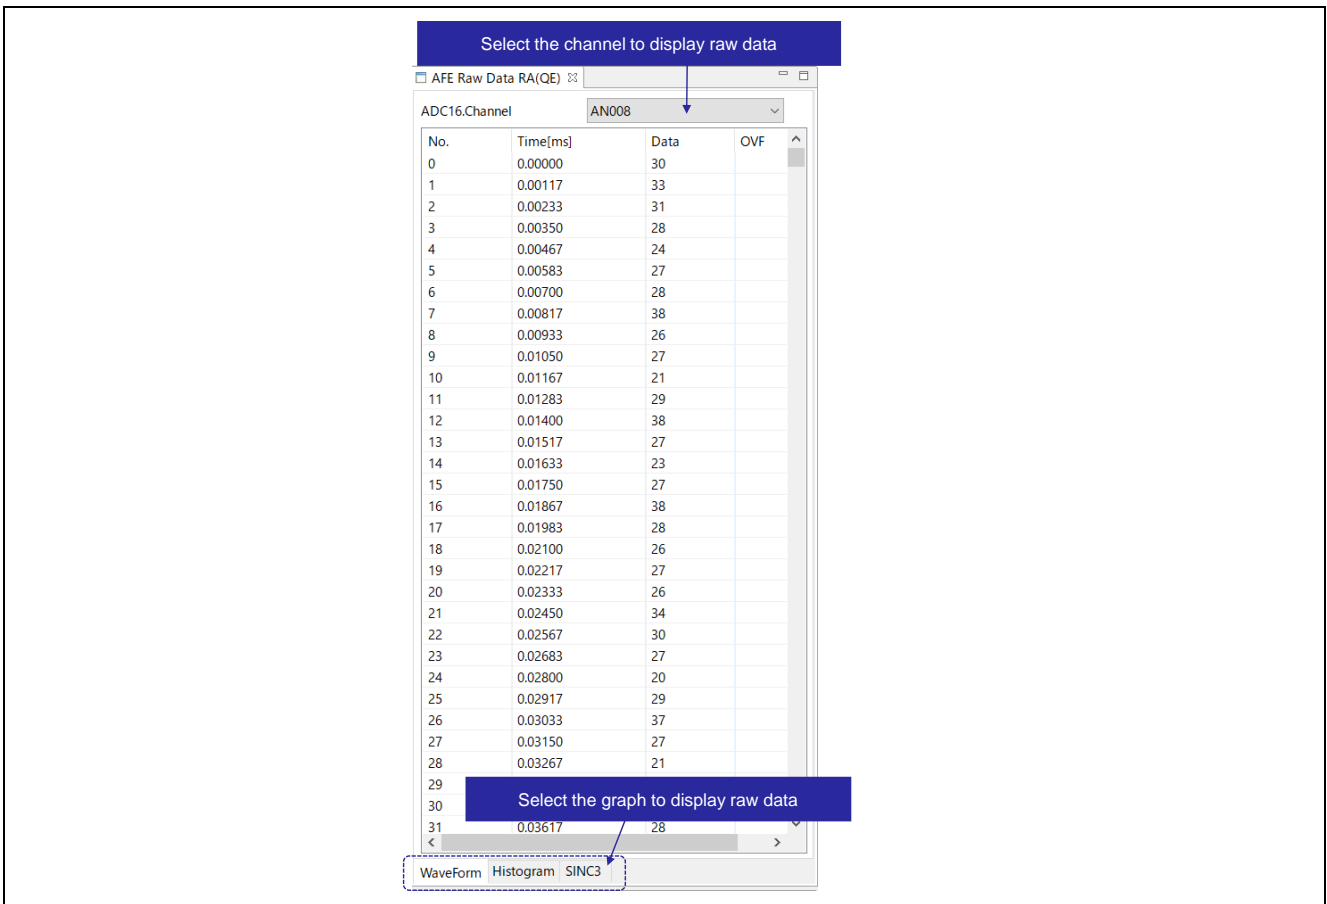 Select the channel to display raw data
AFE Raw Data RA(QE)
ADC16.Channel AN008
No. Time[ms] Data OVF
0 0.00000 30
1 0.00117 33
2 0.00233 31
3 0.00350 28
4 0.00467 24
5 0.00583 27
6 0.00700 28
7 0.00817 38
8 0.00933 26
9 0.01050 27
10 0.01167 21
11 0.01283 29
12 0.01400 38
13 0.01517 27
14 0.01633 23
15 0.01750 27
16 0.01867 38
17 0.01983 28
18 0.02100 26
19 0.02217 27
20 0.02333 26
21 0.02450 34
22 0.02567 30
23 0.02683 27
24 0.02800 20
25 0.02917 29
26 0.03033 37
27 0.03150 27
28 0.03267 21
29
Select the graph to display raw data
30
31 0.03617 28
WaveForm Histogram SINC3